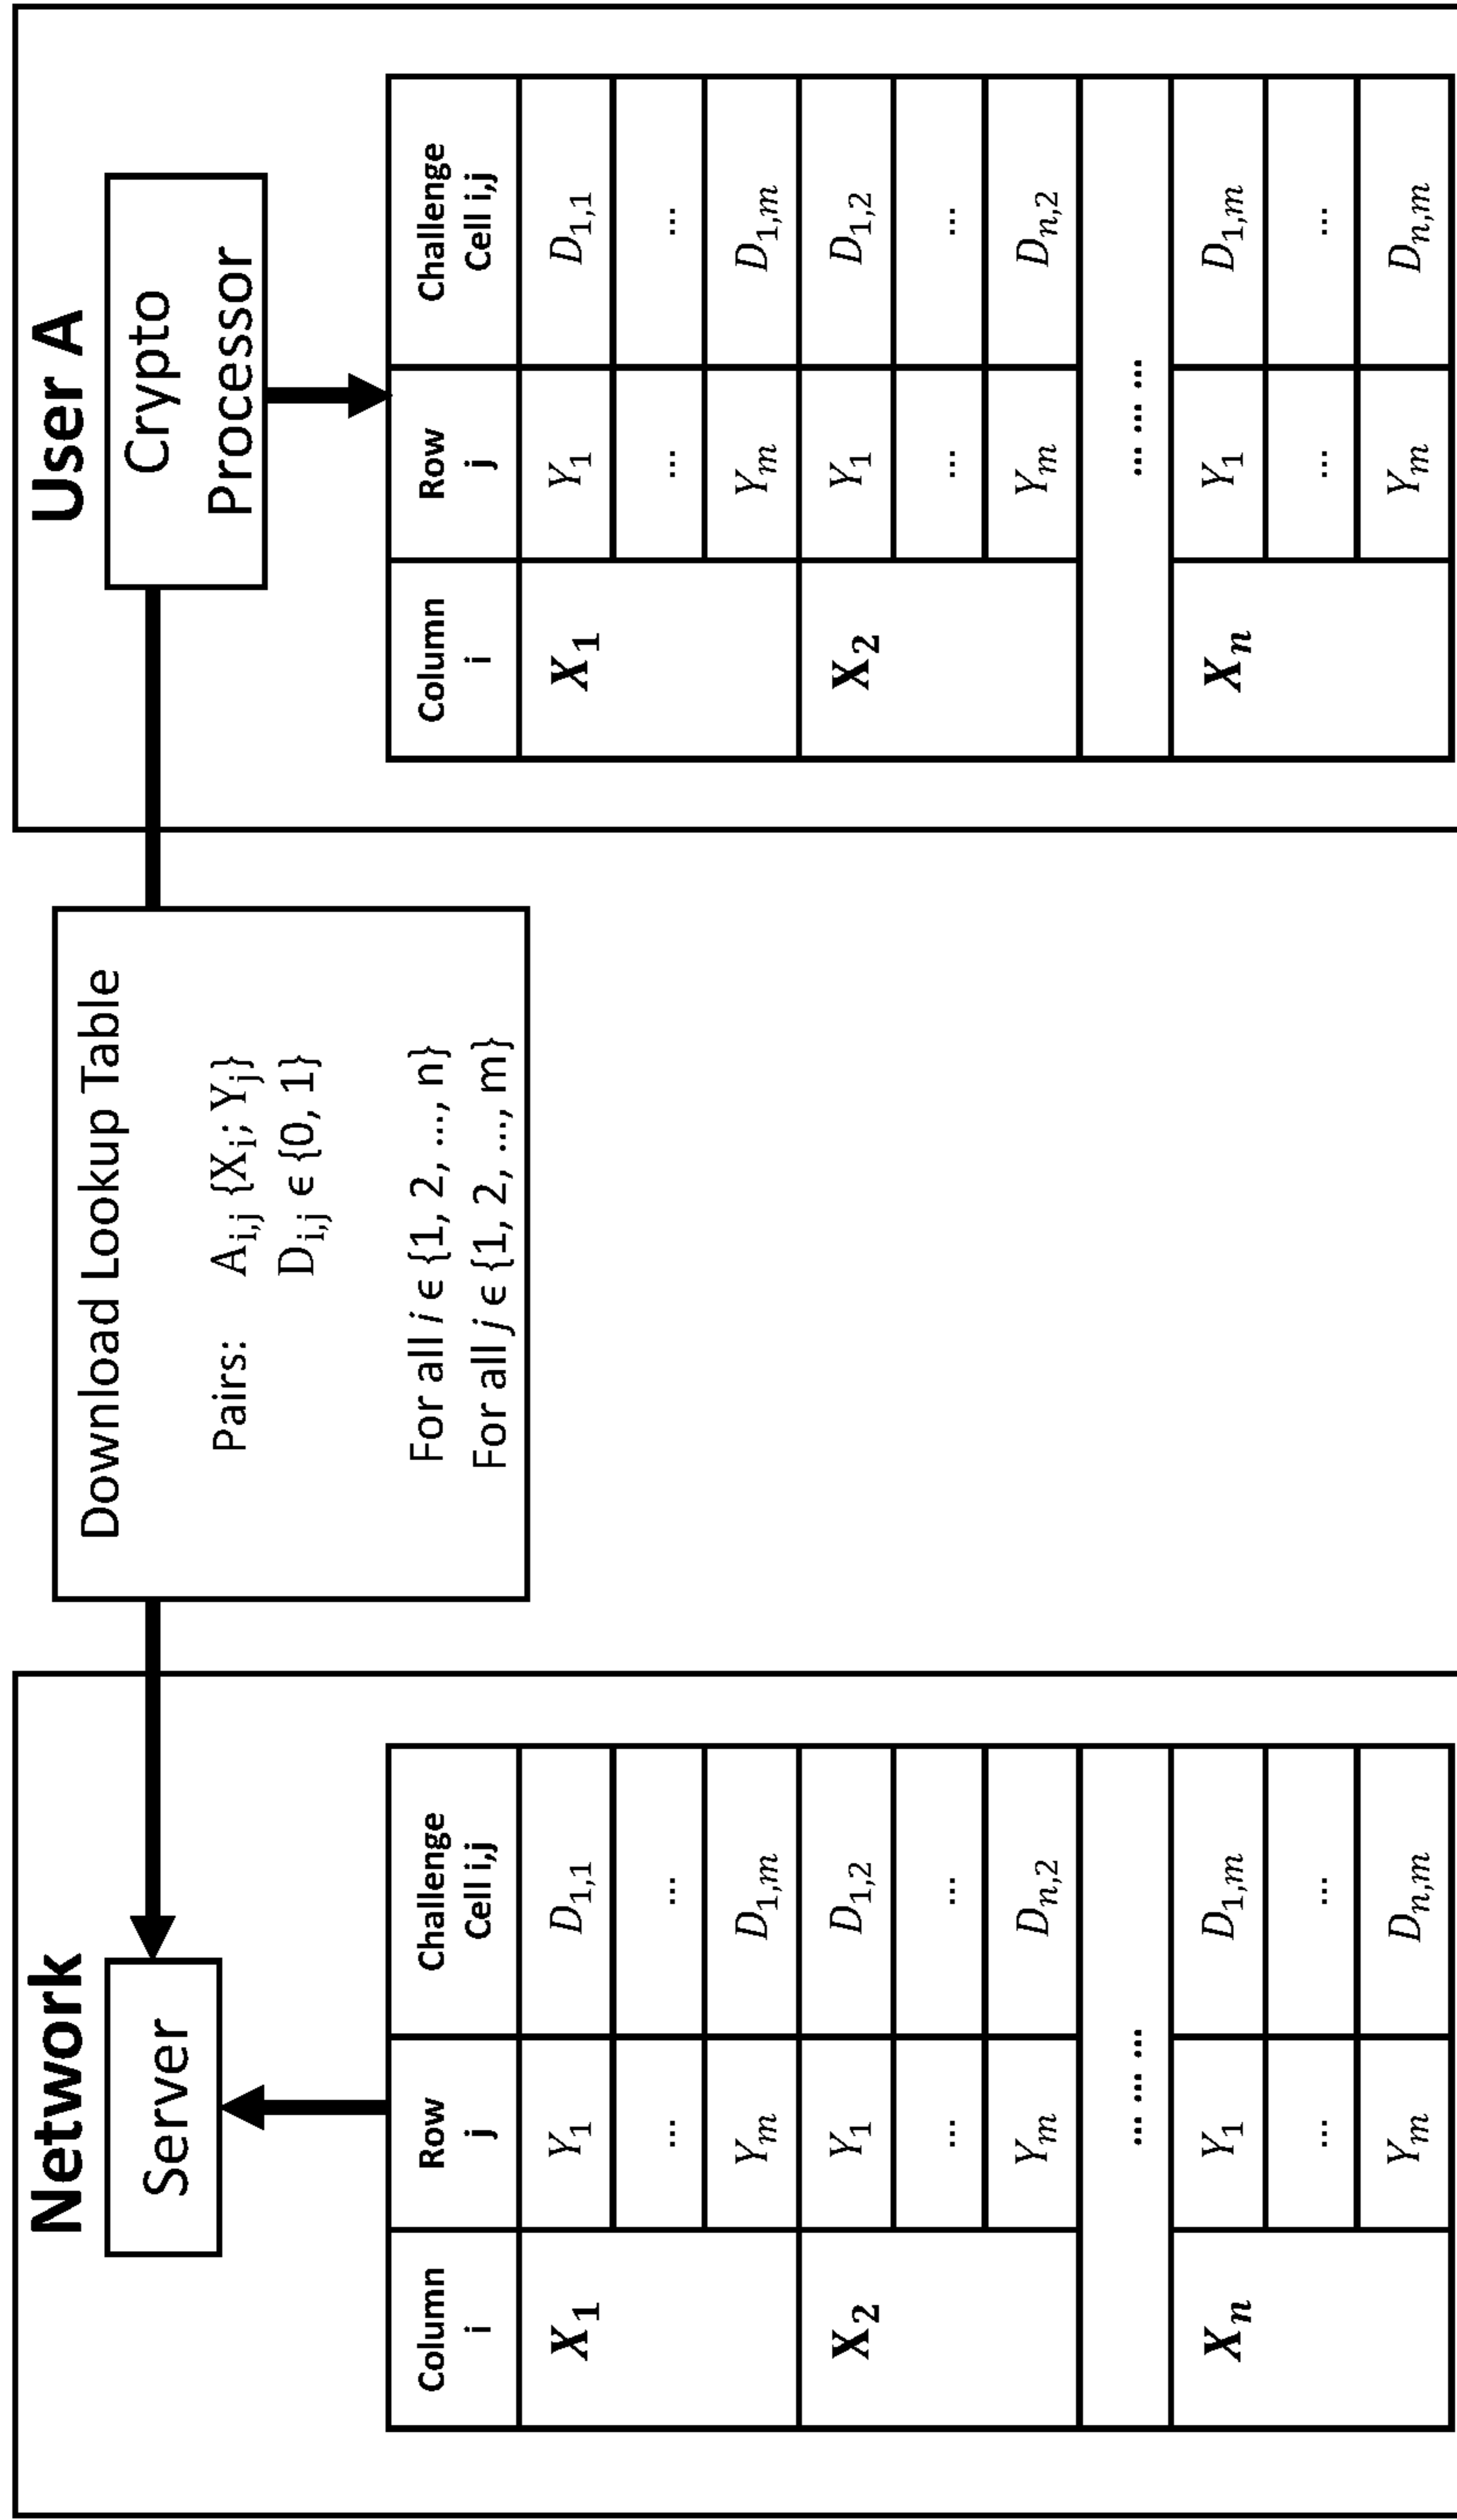 Network
Server
Column
i
Row
j
Challenge
Cell i,j
X₁
Y₁
D₁,₁
...
...
Yₘ
D₁,ₘ
X₂
Y₁
D₁,₂
...
...
Yₘ
Dₙ,₂
... ... ...
Xₙ
Y₁
D₁,ₘ
...
...
Yₘ
Dₙ,ₘ
Download Lookup Table
Pairs: Aᵢ,ⱼ {Xᵢ; Yⱼ}
Dᵢ,ⱼ ϵ {0, 1}
For all i ϵ {1, 2, ..., n}
For all j ϵ {1, 2, ..., m}
User A
Crypto
Processor
Column
i
Row
j
Challenge
Cell i,j
X₁
Y₁
D₁,₁
...
...
Yₘ
D₁,ₘ
X₂
Y₁
D₁,₂
...
...
Yₘ
Dₙ,₂
... ... ...
Xₙ
Y₁
D₁,ₘ
...
...
Yₘ
Dₙ,ₘ